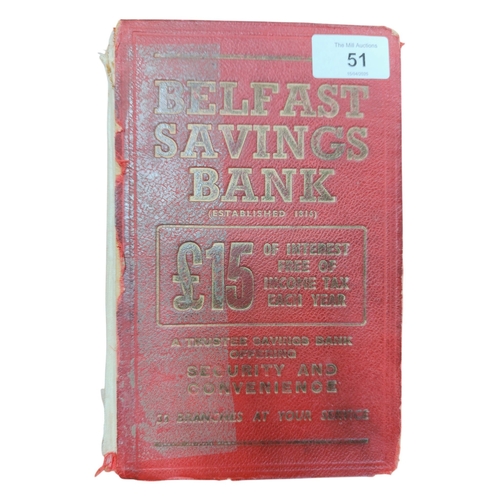 The Mill Auctions
51
BELFAST
SAVINGS
BANK
(ESTABLISHED 1816)
£15
OF INTEREST
FREE OF
INCOME TAX
EACH YEAR
A TRUSTEE SAVINGS BANK
OFFERING
SECURITY AND
CONVENIENCE
BRANCHES AT YOUR SERVICE